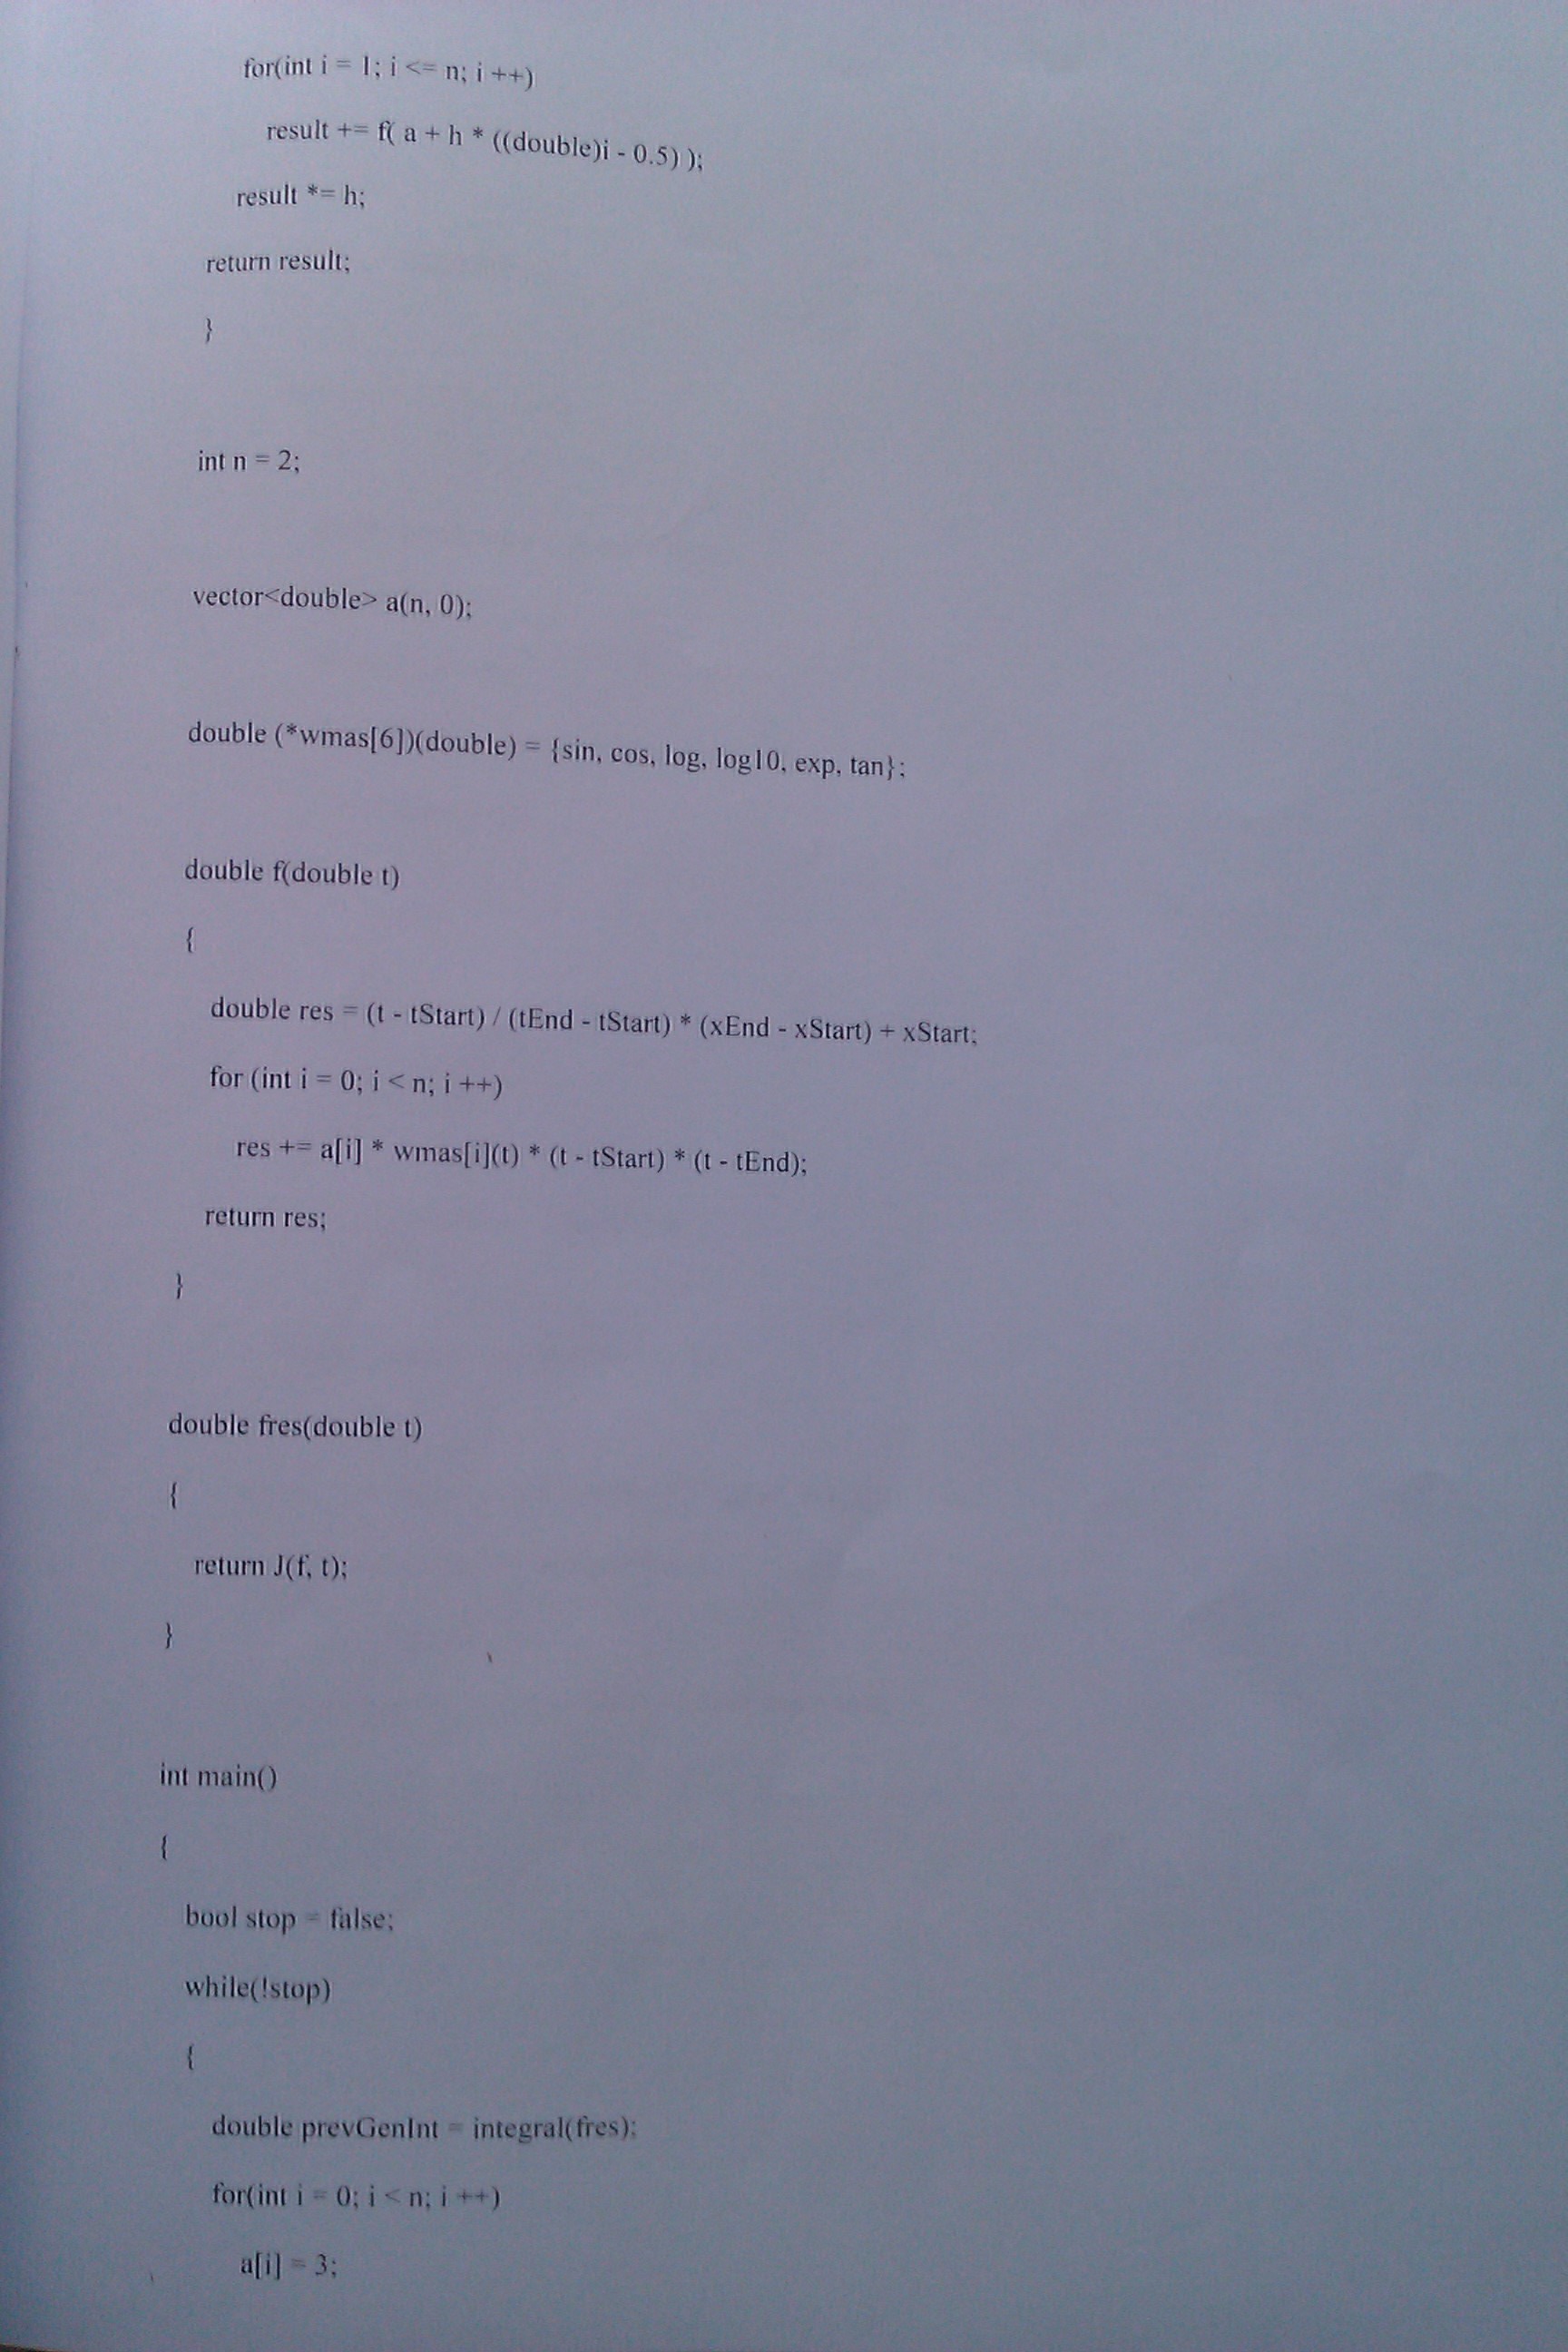 for(int i = 1; i <= n; i ++)
result += f( a + h * ((double)i - 0.5) );
result *= h;
return result;
}
int n = 2;
vector<double> a(n, 0);
double (*wmas[6])(double) = {sin, cos, log, log10, exp, tan};
double f(double t)
{
double res = (t - tStart) / (tEnd - tStart) * (xEnd - xStart) + xStart;
for (int i = 0; i < n; i ++)
res += a[i] * wmas[i](t) * (t - tStart) * (t - tEnd);
return res;
}
double fres(double t)
{
return J(f, t);
}
int main()
{
bool stop = false;
while(!stop)
{
double prevGenInt = integral(fres);
for(int i = 0; i < n; i ++)
a[i] = 3;